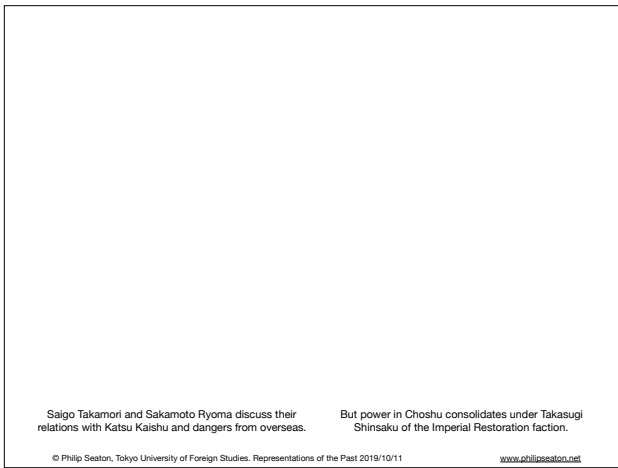 Saigo Takamori and Sakamoto Ryoma discuss their
relations with Katsu Kaishu and dangers from overseas.
But power in Choshu consolidates under Takasugi
Shinsaku of the Imperial Restoration faction.
© Philip Seaton, Tokyo University of Foreign Studies. Representations of the Past 2019/10/11
www.philipseaton.net